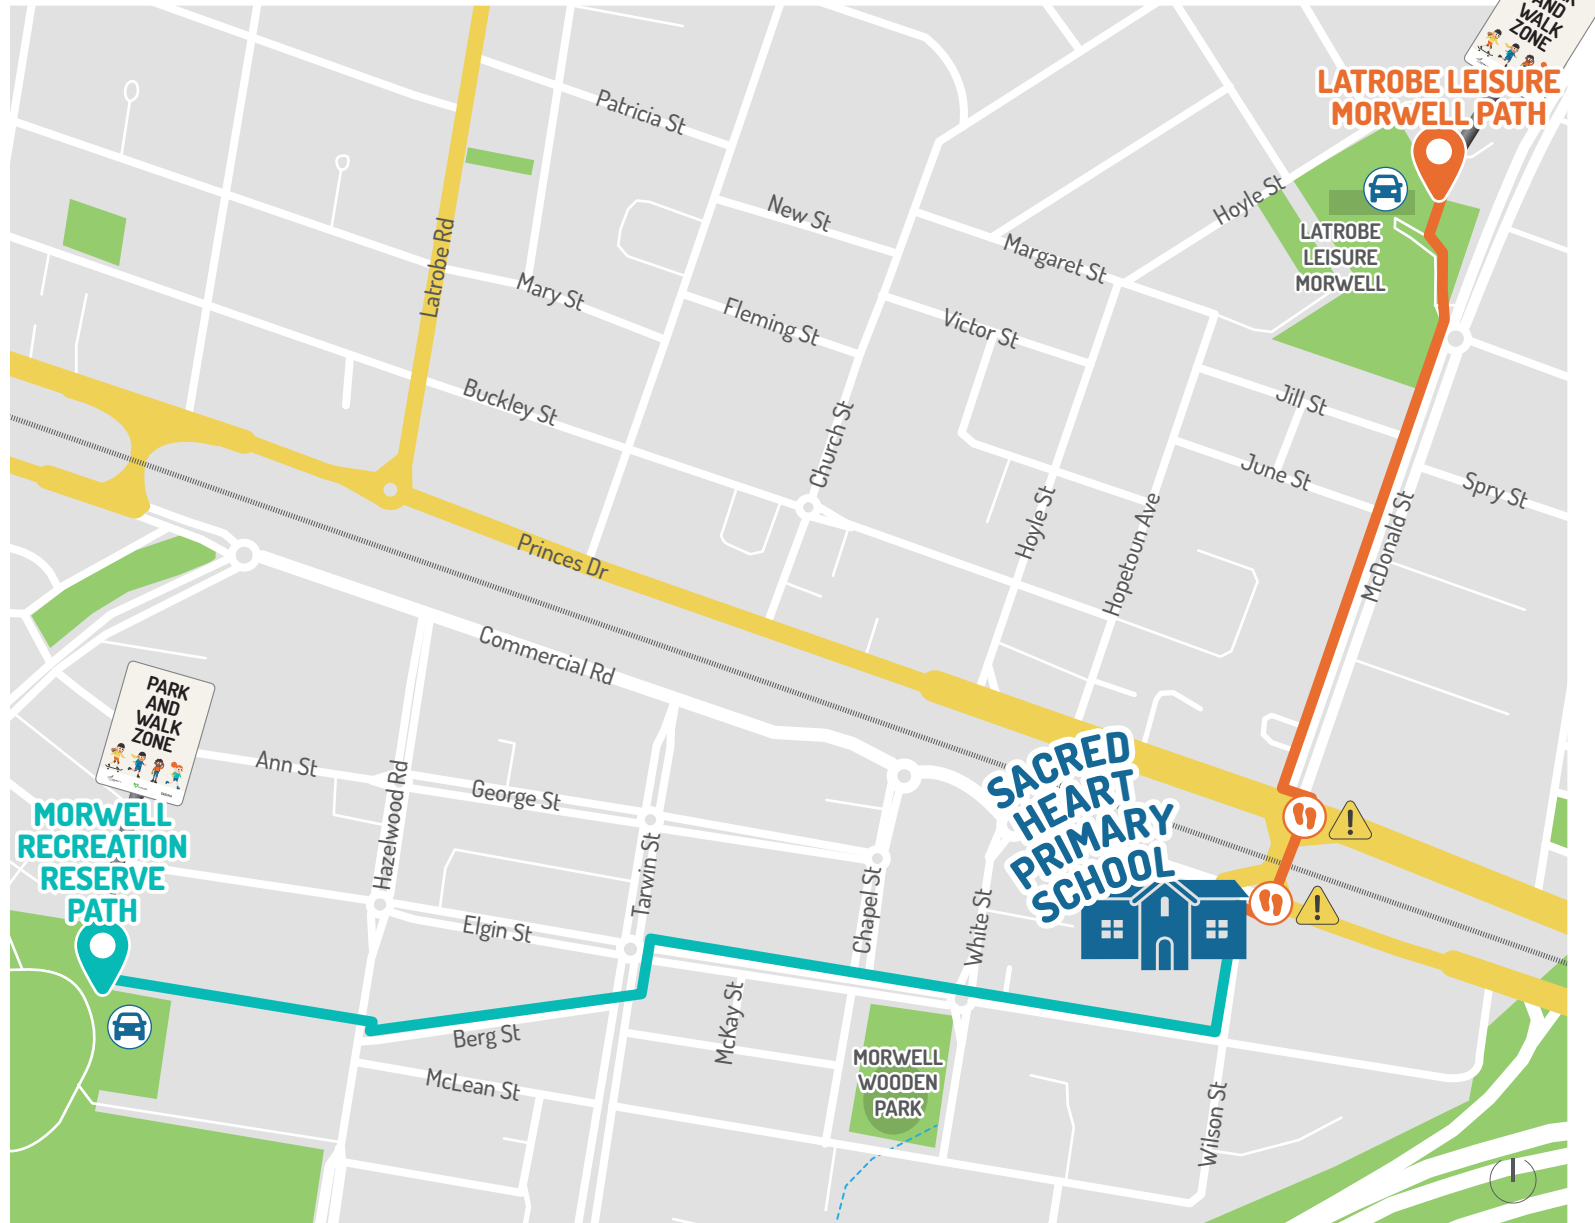 AND
WALK
ZONE
LATROBE LEISURE
MORWELL PATH
Patricia St
New St
Hoyle St
Margaret St
LATROBE
LEISURE
MORWELL
Latrobe Rd
Mary St
Fleming St
Victor St
Buckley St
Church St
Jill St
June St
Spry St
Hoyle St
Hopetoun Ave
McDonald St
Princes Dr
Commercial Rd
PARK
AND
WALK
ZONE
Ann St
George St
Hazelwood Rd
SACRED
HEART
PRIMARY
SCHOOL
MORWELL
RECREATION
RESERVE
PATH
Tarwin St
Elgin St
Chapel St
White St
Berg St
McKay St
McLean St
MORWELL
WOODEN
PARK
Wilson St